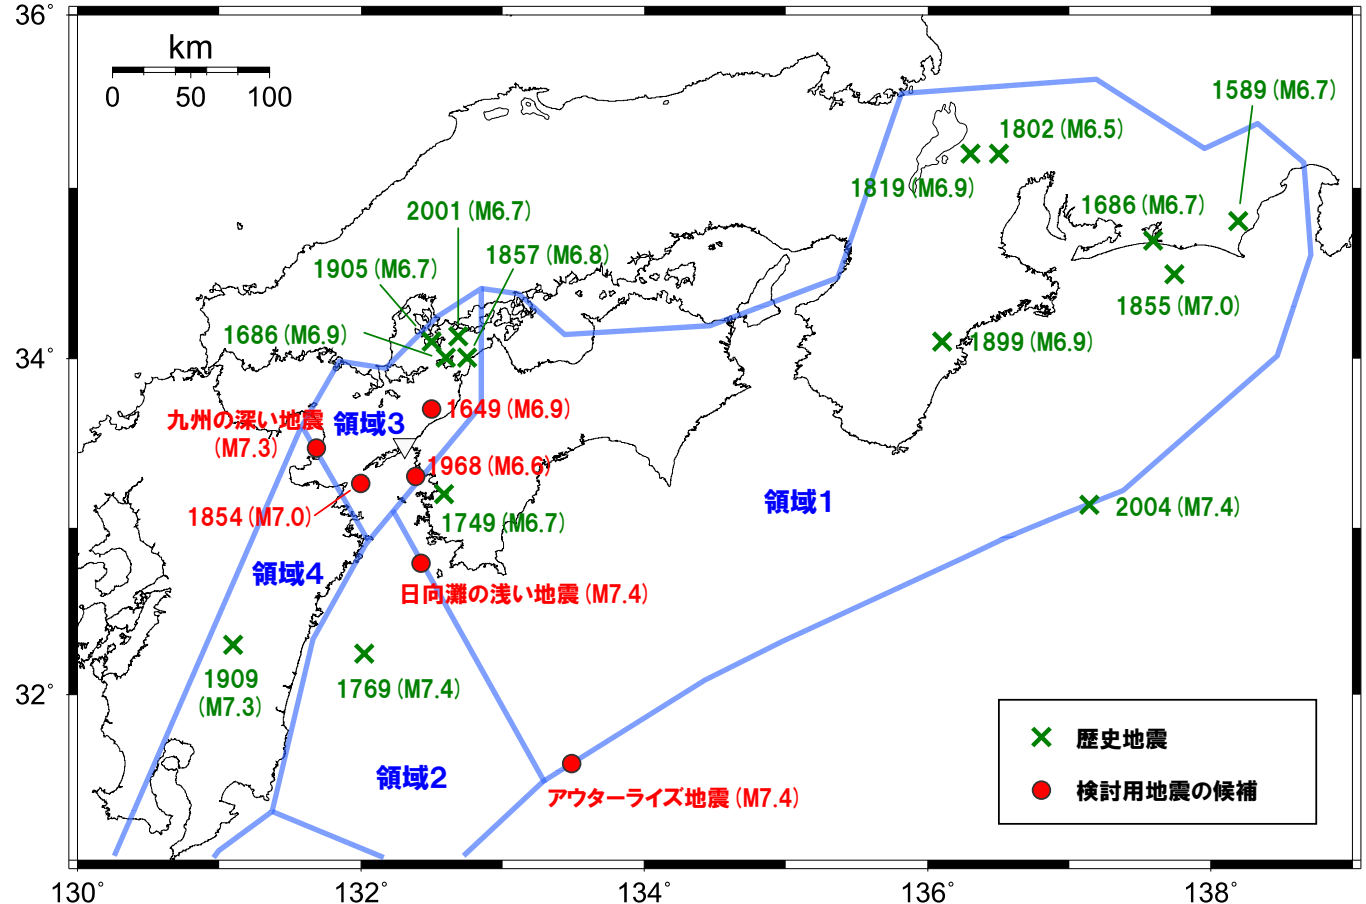 36°
km
0 50 100
1589 (M6.7)
1802 (M6.5)
1819 (M6.9)
2001 (M6.7)
1686 (M6.7)
1857 (M6.8)
1905 (M6.7)
1855 (M7.0)
1686 (M6.9)
1899 (M6.9)
34°
九州の深い地震
(M7.3)
領域3
1649 (M6.9)
1968 (M6.6)
領域1
1854 (M7.0)
1749 (M6.7)
2004 (M7.4)
領域4
日向灘の浅い地震 (M7.4)
1909
(M7.3)
1769 (M7.4)
32°
領域2
アウターライズ地震 (M7.4)
歴史地震
検討用地震の候補
130° 132° 134° 136° 138°